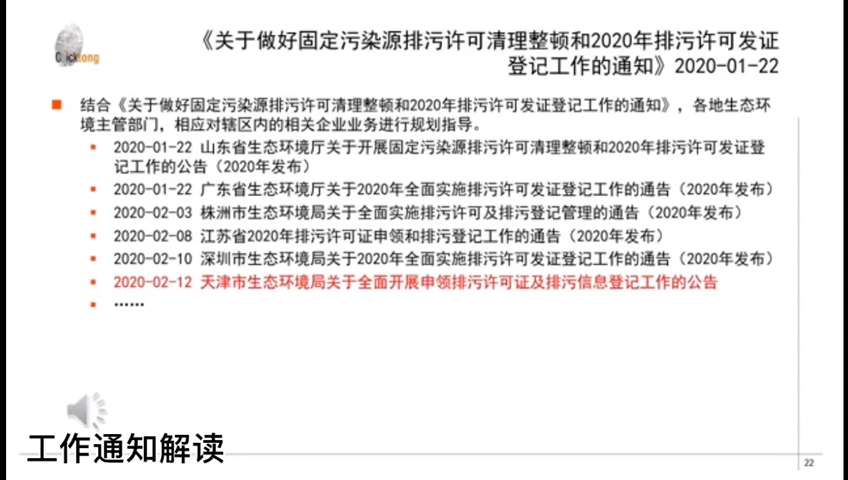 《关于做好固定污染源排污许可清理整顿和2020年排污许可发证
登记工作的通知》2020-01-22
Clicktong
结合《关于做好固定污染源排污许可清理整顿和2020年排污许可发证登记工作的通知》，各地生态环
境主管部门，相应对辖区内的相关企业业务进行规划指导。
2020-01-22 山东省生态环境厅关于开展固定污染源排污许可清理整顿和2020年排污许可发证登
记工作的公告（2020年发布）
2020-01-22 广东省生态环境厅关于2020年全面实施排污许可发证登记工作的通告（2020年发布）
2020-02-03 株洲市生态环境局关于全面实施排污许可及排污登记管理的通告（2020年发布）
2020-02-08 江苏省2020年排污许可证申领和排污登记工作的通告（2020年发布）
2020-02-10 深圳市生态环境局关于2020年全面实施排污许可发证登记工作的通告（2020年发布）
2020-02-12 天津市生态环境局关于全面开展申领排污许可证及排污信息登记工作的公告
……
工作通知解读
22